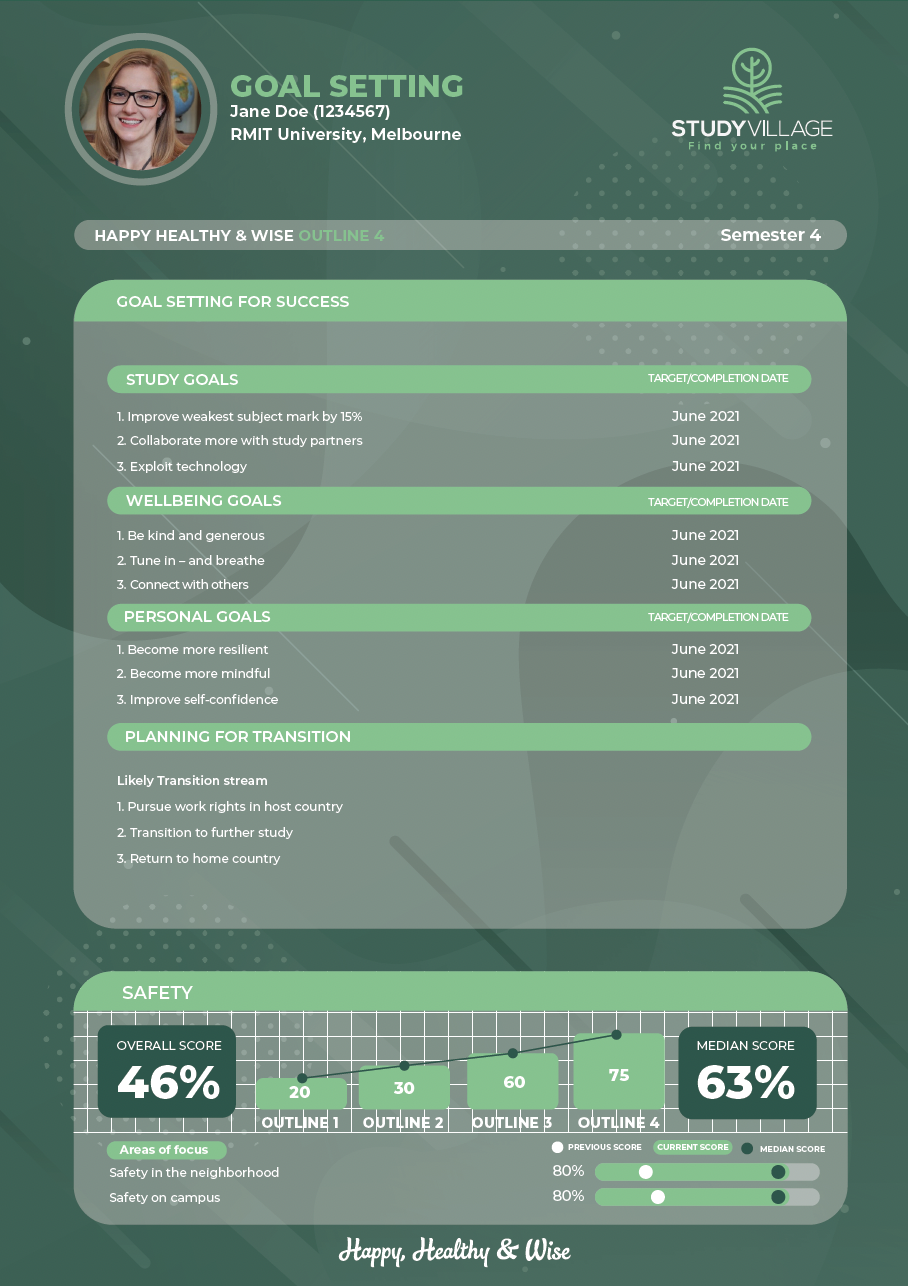 GOAL SETTING
Jane Doe (1234567)
RMIT University, Melbourne
STUDYVILLAGE
Find your place
HAPPY HEALTHY & WISE OUTLINE 4
Semester 4
GOAL SETTING FOR SUCCESS
STUDY GOALS TARGET/COMPLETION DATE
1. Improve weakest subject mark by 15% June 2021
2. Collaborate more with study partners June 2021
3. Exploit technology June 2021
WELLBEING GOALS TARGET/COMPLETION DATE
1. Be kind and generous June 2021
2. Tune in – and breathe June 2021
3. Connect with others June 2021
PERSONAL GOALS TARGET/COMPLETION DATE
1. Become more resilient June 2021
2. Become more mindful June 2021
3. Improve self-confidence June 2021
PLANNING FOR TRANSITION
Likely Transition stream
1. Pursue work rights in host country
2. Transition to further study
3. Return to home country
SAFETY
OVERALL SCORE
46%
20 30 60 75
OUTLINE 1 OUTLINE 2 OUTLINE 3 OUTLINE 4
MEDIAN SCORE
63%
Areas of focus
PREVIOUS SCORE CURRENT SCORE MEDIAN SCORE
Safety in the neighborhood 80%
Safety on campus 80%
Happy, Healthy & Wise